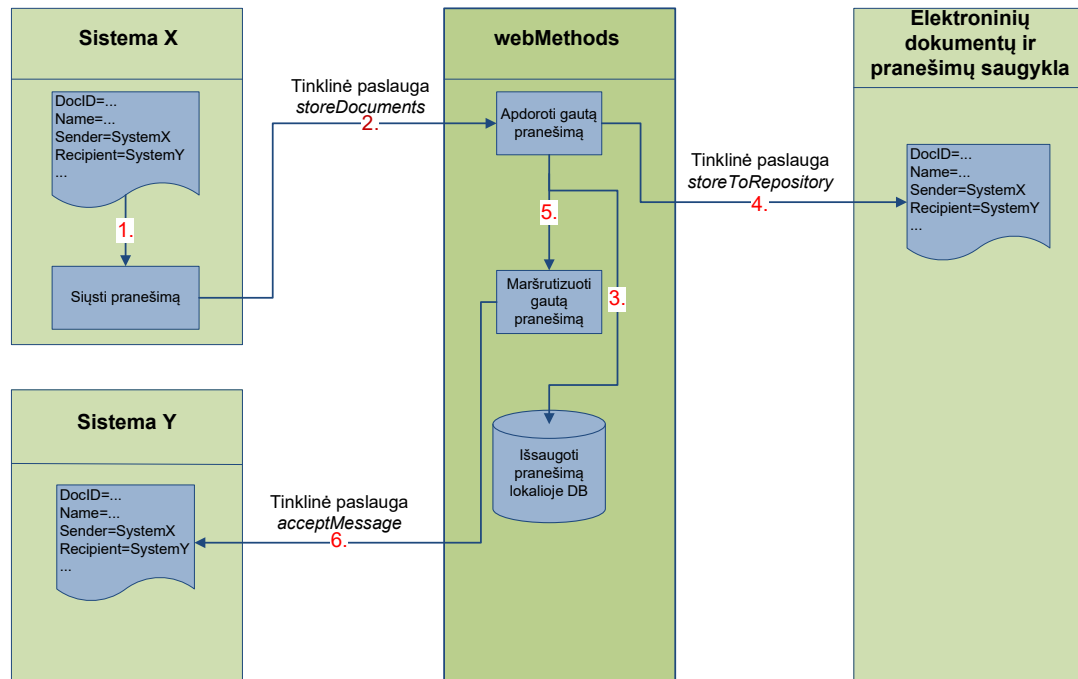 Sistema X
DocID=...
Name=...
Sender=SystemX
Recipient=SystemY
...
1.
Siųsti pranešimą
Tinklinė paslauga
storeDocuments
2.
webMethods
Apdoroti gautą
pranešimą
5.
Maršrutizuoti
gautą
pranešimą
3.
Išsaugoti
pranešimą
lokalioje DB
Tinklinė paslauga
storeToRepository
4.
Elektroninių
dokumentų ir
pranešimų saugykla
DocID=...
Name=...
Sender=SystemX
Recipient=SystemY
...
Sistema Y
DocID=...
Name=...
Sender=SystemX
Recipient=SystemY
...
Tinklinė paslauga
acceptMessage
6.